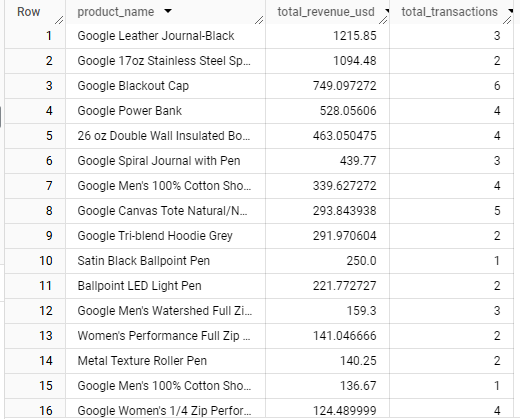 Row product_name total_revenue_usd total_transactions
1 Google Leather Journal-Black 1215.85 3
2 Google 17oz Stainless Steel Sp... 1094.48 2
3 Google Blackout Cap 749.097272 6
4 Google Power Bank 528.05606 4
5 26 oz Double Wall Insulated Bo... 463.050475 4
6 Google Spiral Journal with Pen 439.77 3
7 Google Men's 100% Cotton Sho... 339.627272 4
8 Google Canvas Tote Natural/N... 293.843938 5
9 Google Tri-blend Hoodie Grey 291.970604 2
10 Satin Black Ballpoint Pen 250.0 1
11 Ballpoint LED Light Pen 221.772727 2
12 Google Men's Watershed Full Zi... 159.3 3
13 Women's Performance Full Zip ... 141.046666 2
14 Metal Texture Roller Pen 140.25 2
15 Google Men's 100% Cotton Sho... 136.67 1
16 Google Women's 1/4 Zip Perfor... 124.489999 4